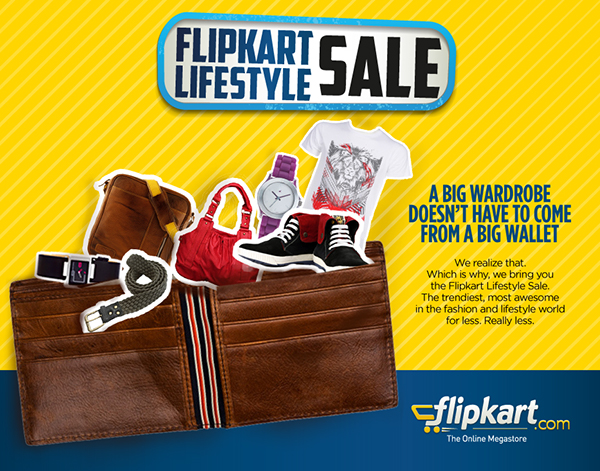 FLIPKART
LIFESTYLE
SALE
A BIG WARDROBE
DOESN'T HAVE TO COME
FROM A BIG WALLET
We realize that.
Which is why, we bring you
the Flipkart Lifestyle Sale.
The trendiest, most awesome
in the fashion and lifestyle world
for less. Really less.
flipkart.com
The Online Megastore